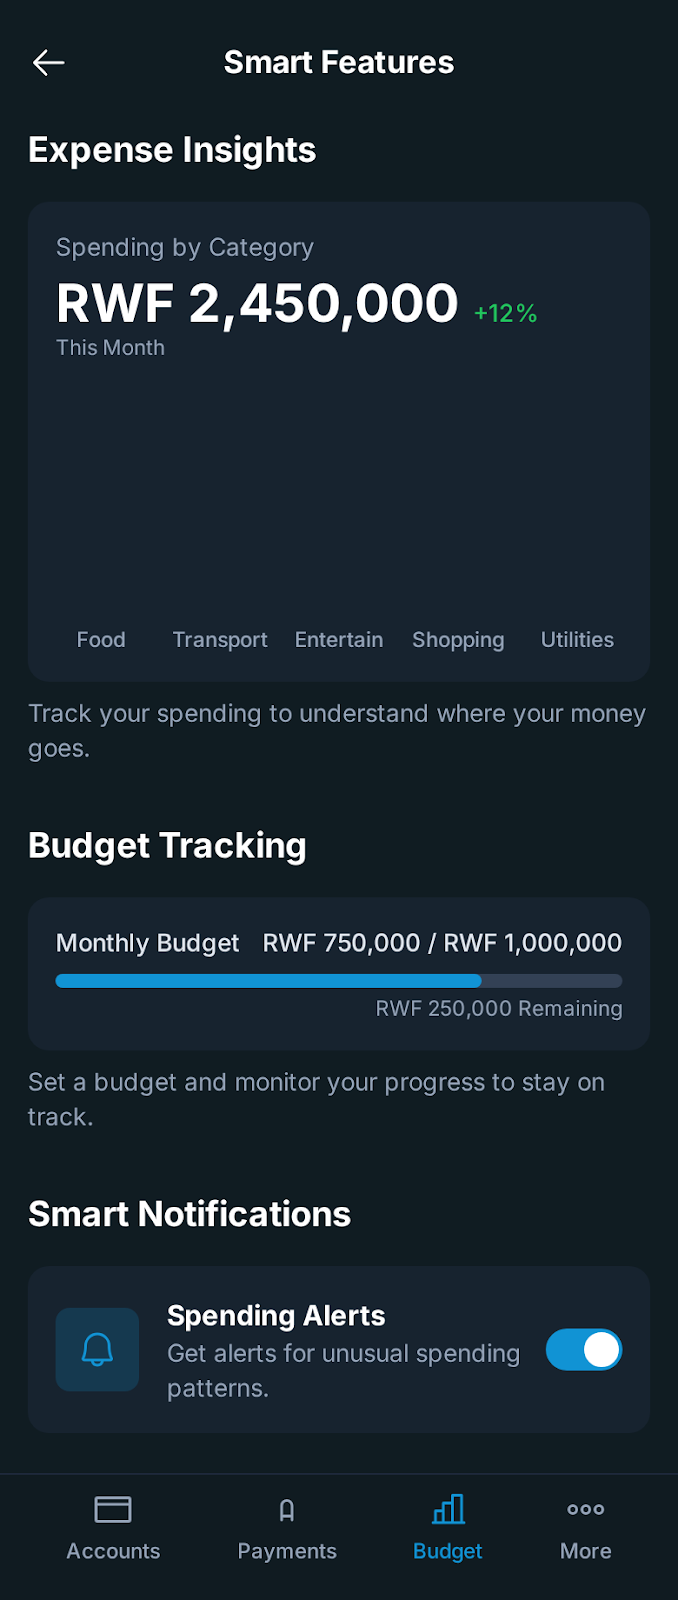 Smart Features
Expense Insights
Spending by Category
RWF 2,450,000 +12%
This Month
Food Transport Entertain Shopping Utilities
Track your spending to understand where your money
goes.
Budget Tracking
Monthly Budget RWF 750,000 / RWF 1,000,000
RWF 250,000 Remaining
Set a budget and monitor your progress to stay on
track.
Smart Notifications
Spending Alerts
Get alerts for unusual spending
patterns.
Accounts Payments Budget More